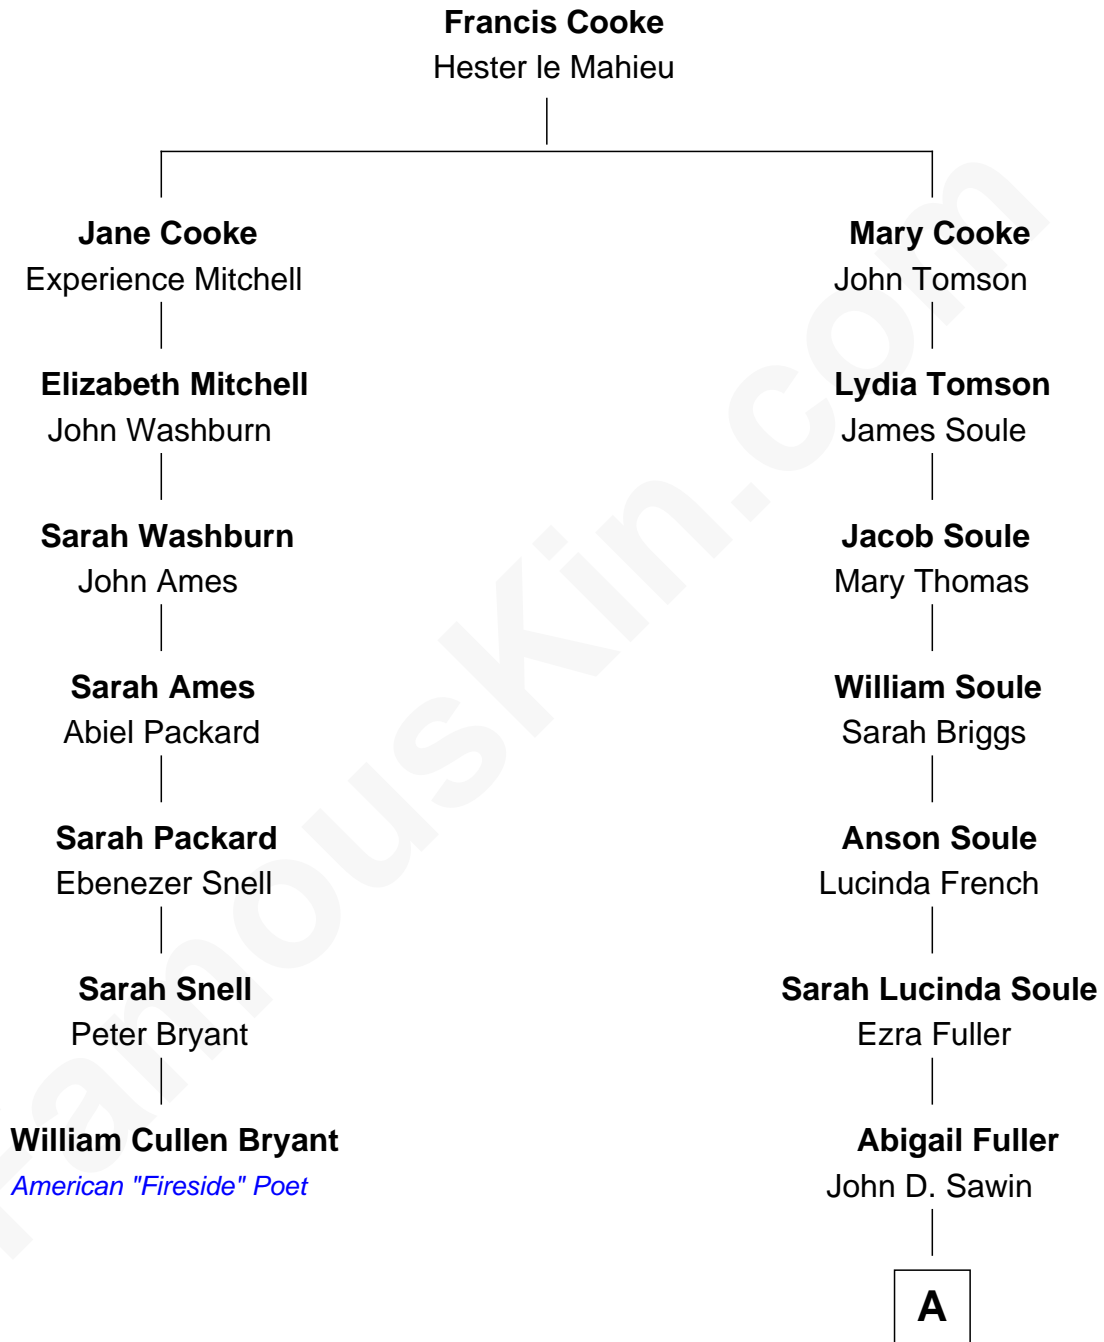 Francis Cooke
Hester le Mahieu
Jane Cooke
Experience Mitchell
Elizabeth Mitchell
John Washburn
Sarah Washburn
John Ames
Sarah Ames
Abiel Packard
Sarah Packard
Ebenezer Snell
Sarah Snell
Peter Bryant
William Cullen Bryant
American "Fireside" Poet
Mary Cooke
John Tomson
Lydia Tomson
James Soule
Jacob Soule
Mary Thomas
William Soule
Sarah Briggs
Anson Soule
Lucinda French
Sarah Lucinda Soule
Ezra Fuller
Abigail Fuller
John D. Sawin
A
FamousKin.com